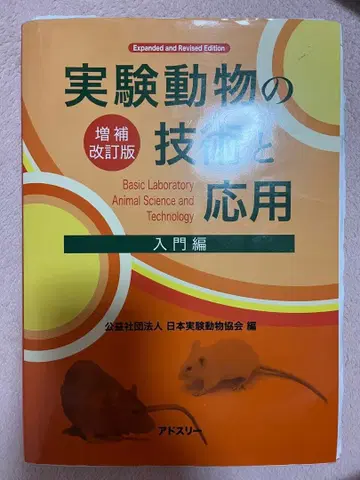 Expanded and Revised Edition
実験動物の
増補
改訂版
技術と
Basic Laboratory
Animal Science and
Technology
応用
入門編
公益社団法人 日本実験動物協会 編
アドスリー